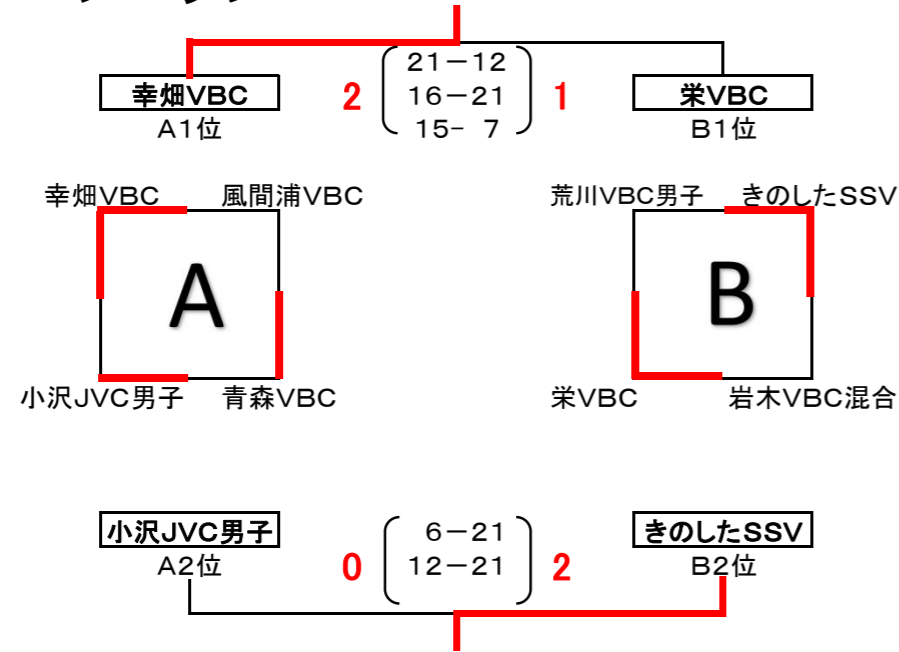 幸畑VBC 2 21－12 1 栄VBC
A1位 16－21 B1位
15- 7
幸畑VBC 風間浦VBC 荒川VBC男子 きのしたSSV
A B
小沢JVC男子 青森VBC 栄VBC 岩木VBC混合
小沢JVC男子 0 6－21 2 きのしたSSV
A2位 12－21 B2位